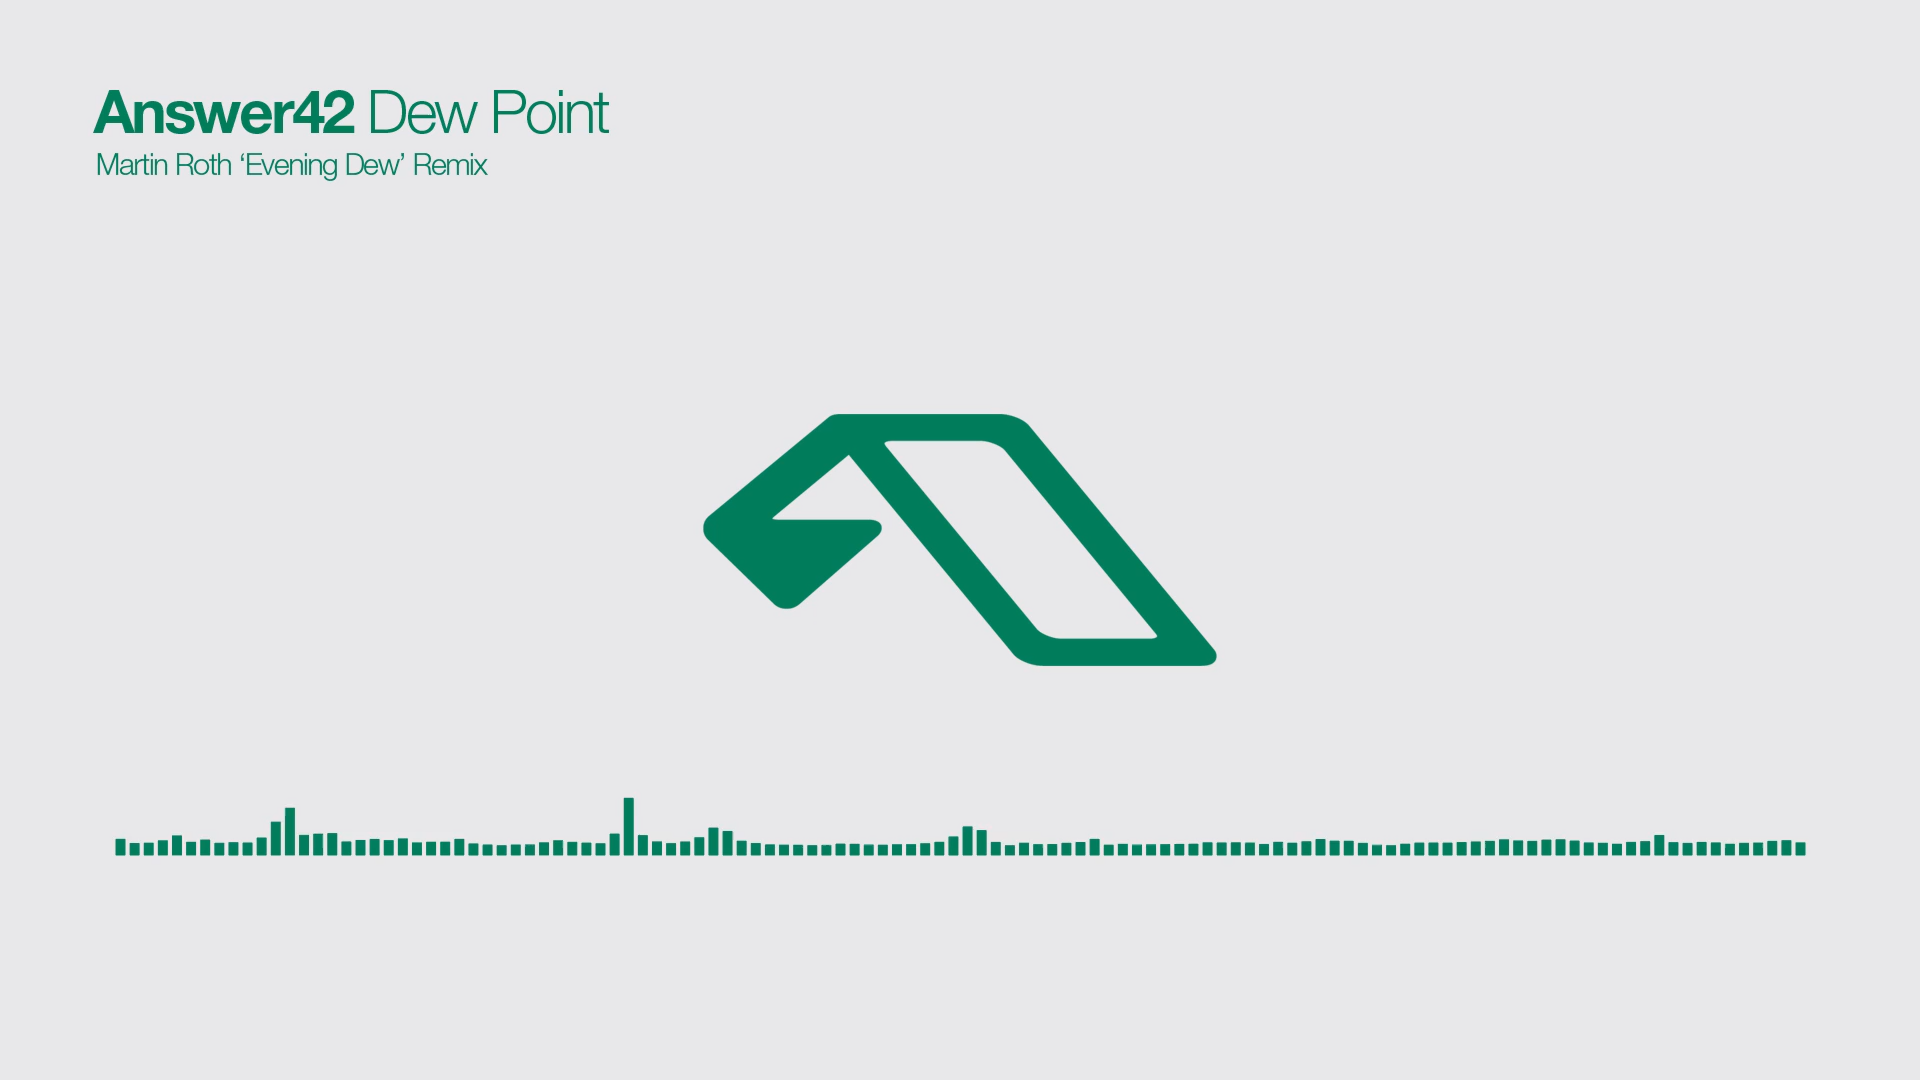 Answer42 Dew Point
Martin Roth ‘Evening Dew’ Remix